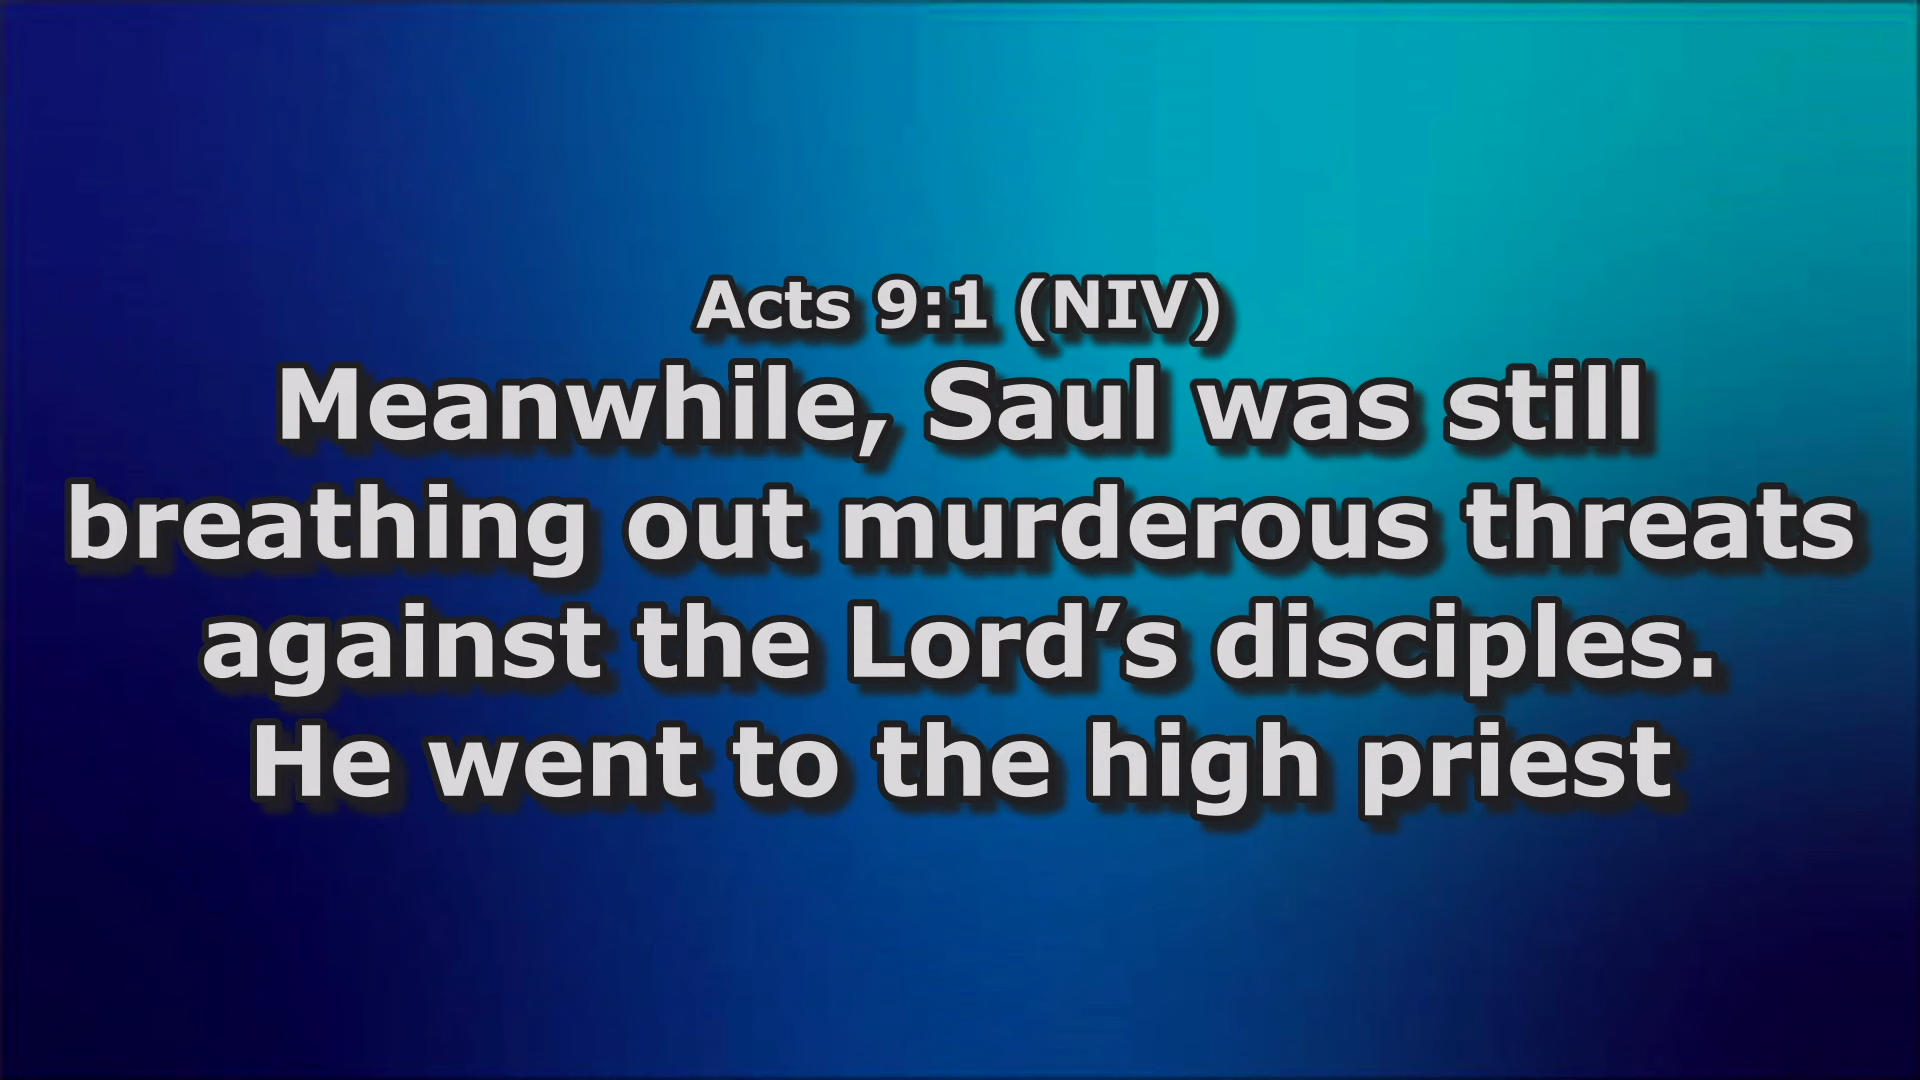 Acts 9:1 (NIV)
Meanwhile, Saul was still
breathing out murderous threats
against the Lord’s disciples.
He went to the high priest